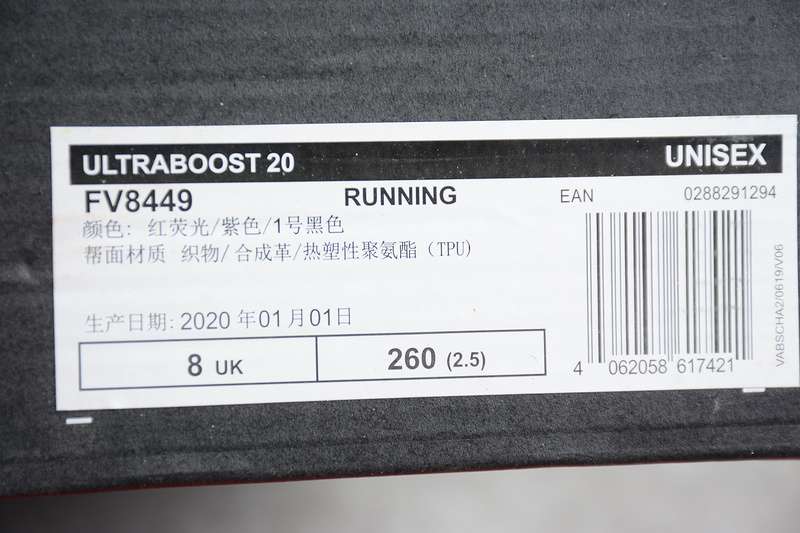 ULTRABOOST 20 UNISEX
FV8449 RUNNING EAN 0288291294
颜色: 红荧光/紫色/1号黑色
帮面材质 织物/合成革/热塑性聚氨酯（TPU)
生产日期: 2020 年01月01日
8 UK 260 (2.5)
4 062058 617421
VABSCHA2/0619/V06